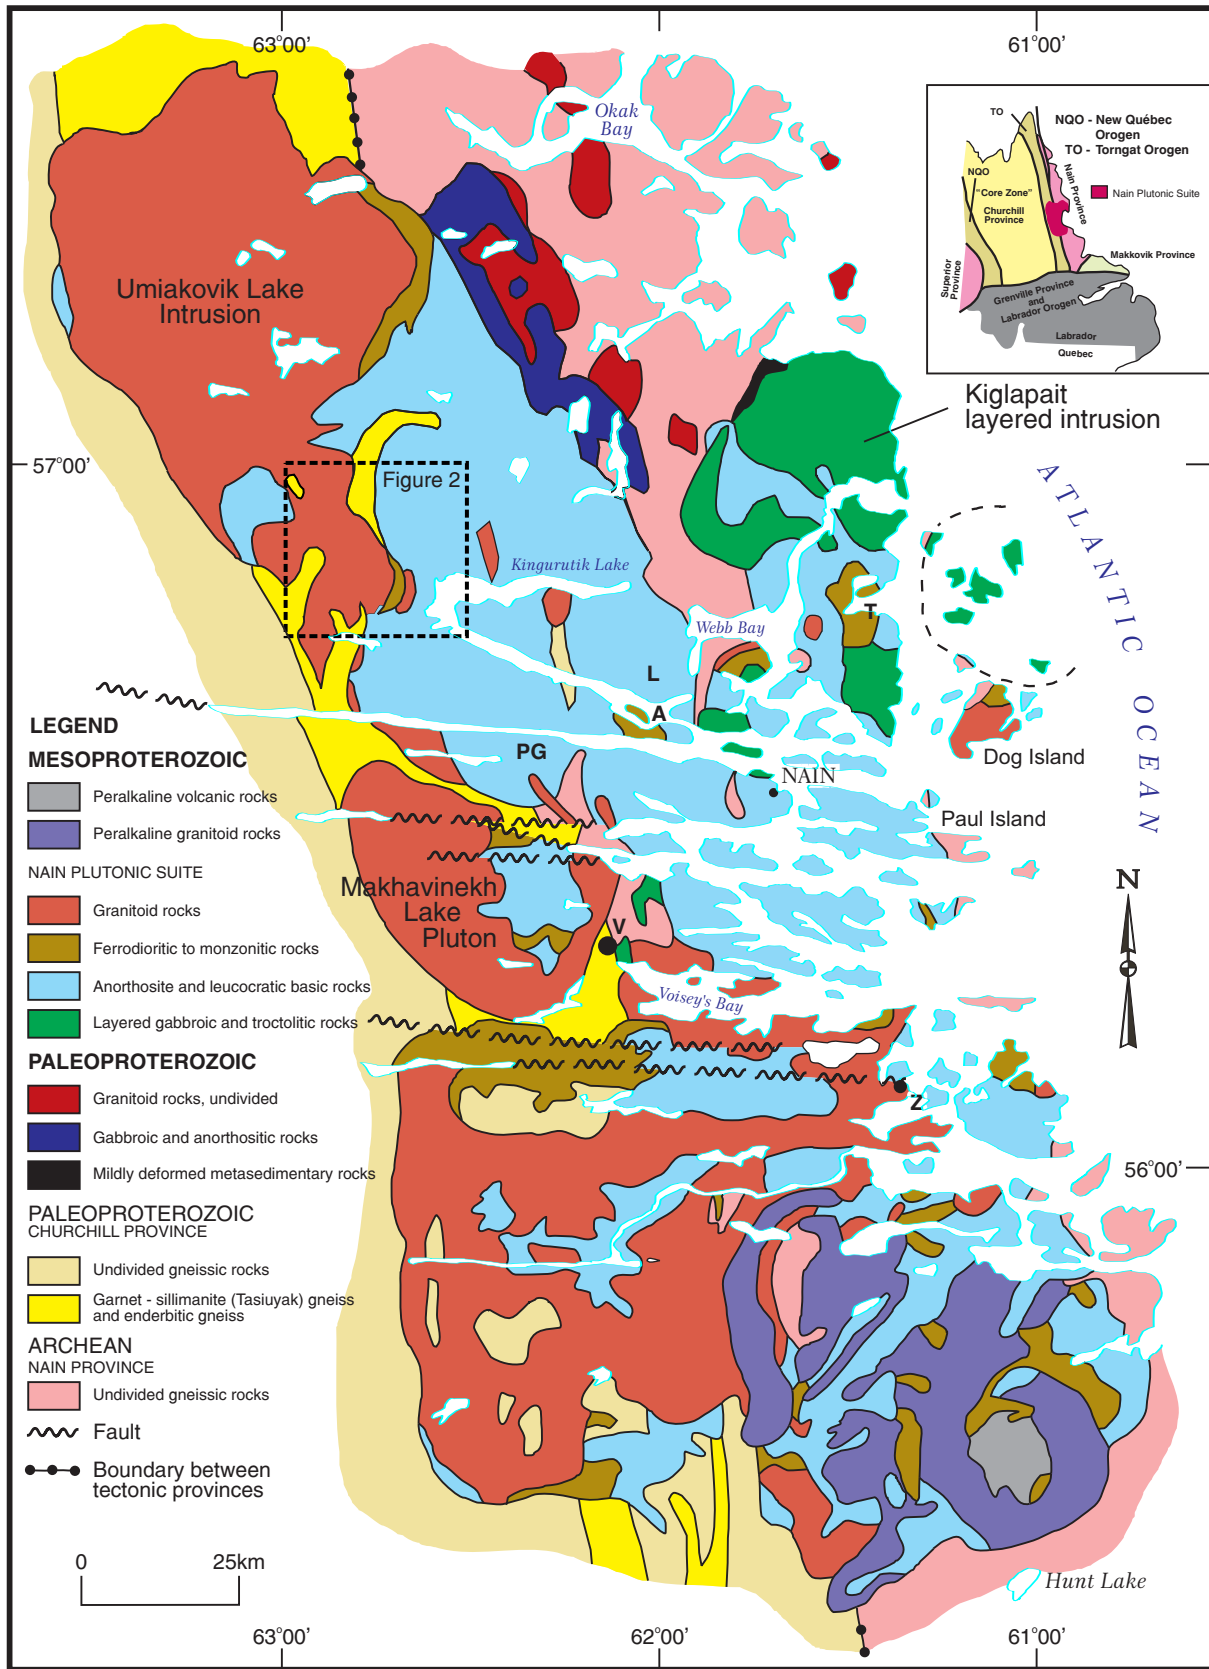 63°00'
61°00'
Okak
Bay
TO
NQO - New Québec
Orogen
TO - Torngat Orogen
NQO
"Core Zone"
Churchill
Province
Nain Province
Nain Plutonic Suite
Makkovik Province
Superior
Province
Grenville Province
and
Labrador Orogen
Labrador
Quebec
Umiakovik Lake
Intrusion
Kiglapait
layered intrusion
57°00'
Figure 2
ATLANTIC OCEAN
Kingurutik Lake
T
Webb Bay
L
A
PG
NAIN
Dog Island
Paul Island
N
Makhavinekh
Lake
Pluton
V
Voisey's Bay
Z
56°00'
LEGEND
MESOPROTEROZOIC
Peralkaline volcanic rocks
Peralkaline granitoid rocks
NAIN PLUTONIC SUITE
Granitoid rocks
Ferrodioritic to monzonitic rocks
Anorthosite and leucocratic basic rocks
Layered gabbroic and troctolitic rocks
PALEOPROTEROZOIC
Granitoid rocks, undivided
Gabbroic and anorthositic rocks
Mildly deformed metasedimentary rocks
PALEOPROTEROZOIC
CHURCHILL PROVINCE
Undivided gneissic rocks
Garnet - sillimanite (Tasiuyak) gneiss
and enderbitic gneiss
ARCHEAN
NAIN PROVINCE
Undivided gneissic rocks
Fault
Boundary between
tectonic provinces
0 25km
Hunt Lake
63°00'
62°00'
61°00'